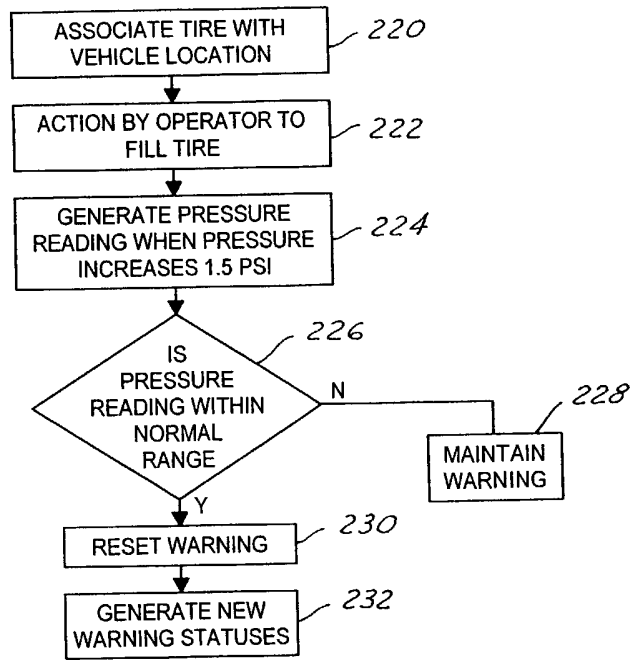 ASSOCIATE TIRE WITH
VEHICLE LOCATION
220
ACTION BY OPERATOR TO
FILL TIRE
222
GENERATE PRESSURE
READING WHEN PRESSURE
INCREASES 1.5 PSI
224
IS
PRESSURE
READING WITHIN
NORMAL
RANGE
226
N
MAINTAIN
WARNING
228
Y
RESET WARNING
230
GENERATE NEW
WARNING STATUSES
232